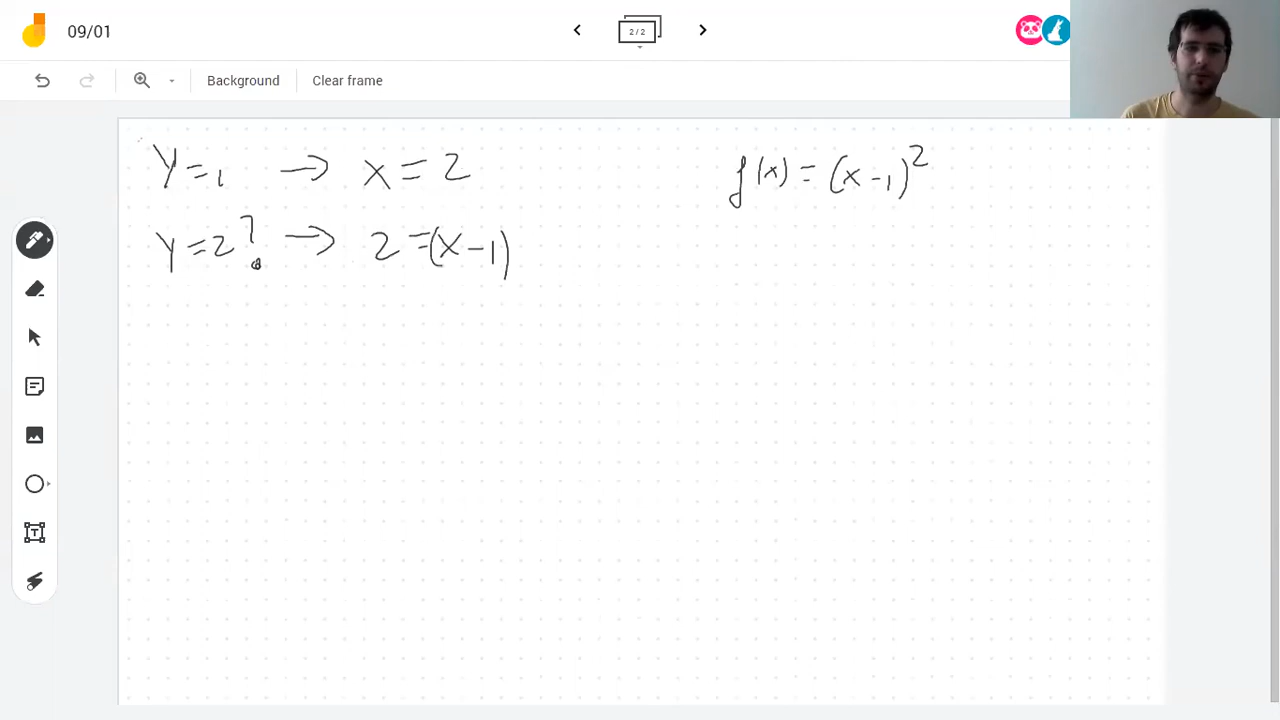 09/01
2 / 2
Background
Clear frame
Y=1 → x = 2
f(x) = (x-1)²
Y=2? → 2 =(x-1)
T